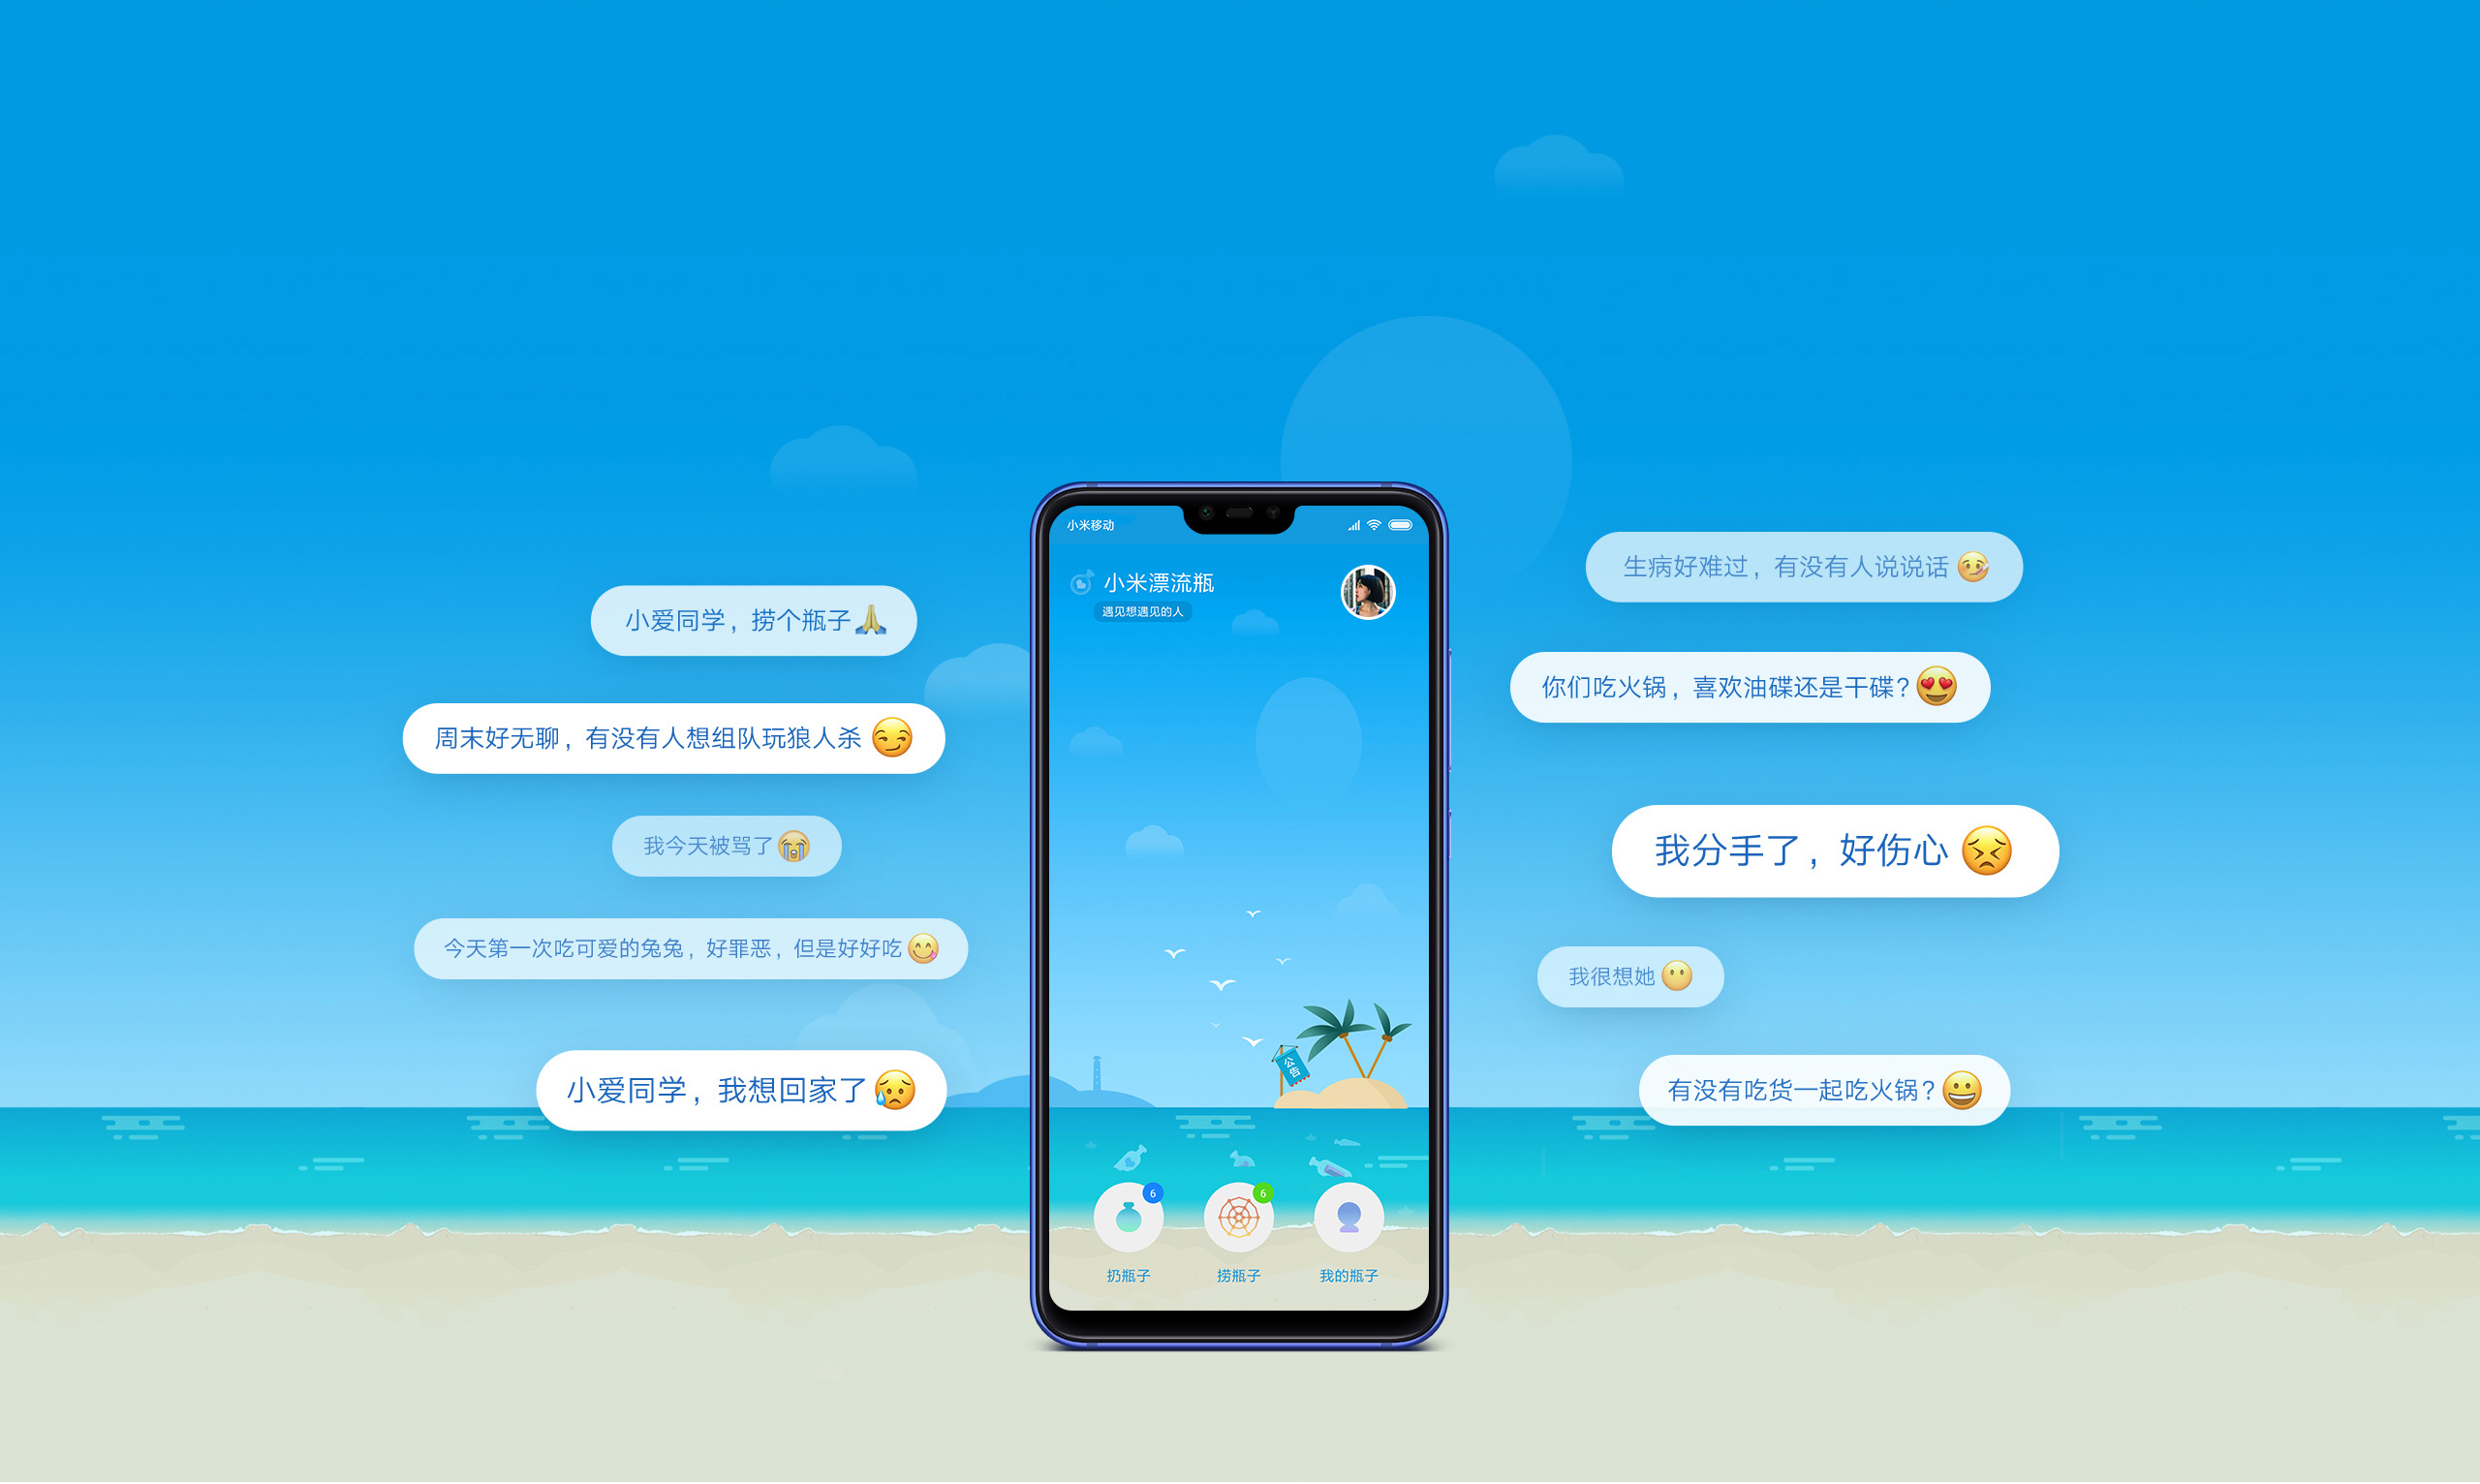 小米移动
小米漂流瓶
遇见想遇见的人
小爱同学，捞个瓶子🙏
周末好无聊，有没有人想组队玩狼人杀 😏
我今天被骂了😭
今天第一次吃可爱的兔兔，好罪恶，但是好好吃😋
小爱同学，我想回家了😥
生病好难过，有没有人说说话 🤒
你们吃火锅，喜欢油碟还是干碟？😍
我分手了，好伤心 😣
我很想她 😶
有没有吃货一起吃火锅？😀
公告
6
6
扔瓶子
捞瓶子
我的瓶子